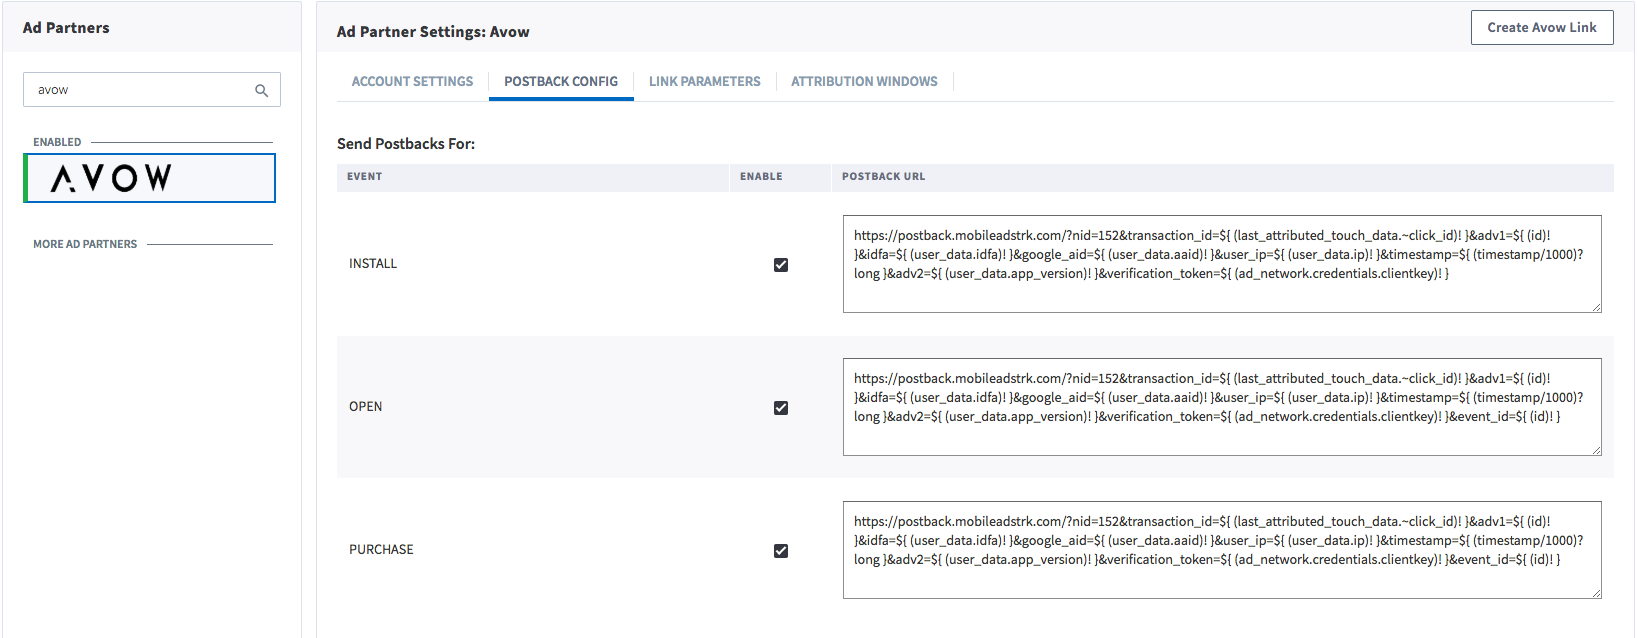 Ad Partners
avow
ENABLED
AVOW
MORE AD PARTNERS
Ad Partner Settings: Avow
Create Avow Link
ACCOUNT SETTINGS
POSTBACK CONFIG
LINK PARAMETERS
ATTRIBUTION WINDOWS
Send Postbacks For:
EVENT
ENABLE
POSTBACK URL
INSTALL
https://postback.mobileadstrk.com/?nid=152&transaction_id=${ (last_attributed_touch_data.~click_id)! }&adv1=${ (id)!
}&idfa=${ (user_data.idfa)! }&google_aid=${ (user_data.aaid)! }&user_ip=${ (user_data.ip)! }&timestamp=${ (timestamp/1000)?
long }&adv2=${ (user_data.app_version)! }&verification_token=${ (ad_network.credentials.clientkey)! }
OPEN
https://postback.mobileadstrk.com/?nid=152&transaction_id=${ (last_attributed_touch_data.~click_id)! }&adv1=${ (id)!
}&idfa=${ (user_data.idfa)! }&google_aid=${ (user_data.aaid)! }&user_ip=${ (user_data.ip)! }&timestamp=${ (timestamp/1000)?
long }&adv2=${ (user_data.app_version)! }&verification_token=${ (ad_network.credentials.clientkey)! }&event_id=${ (id)! }
PURCHASE
https://postback.mobileadstrk.com/?nid=152&transaction_id=${ (last_attributed_touch_data.~click_id)! }&adv1=${ (id)!
}&idfa=${ (user_data.idfa)! }&google_aid=${ (user_data.aaid)! }&user_ip=${ (user_data.ip)! }&timestamp=${ (timestamp/1000)?
long }&adv2=${ (user_data.app_version)! }&verification_token=${ (ad_network.credentials.clientkey)! }&event_id=${ (id)! }